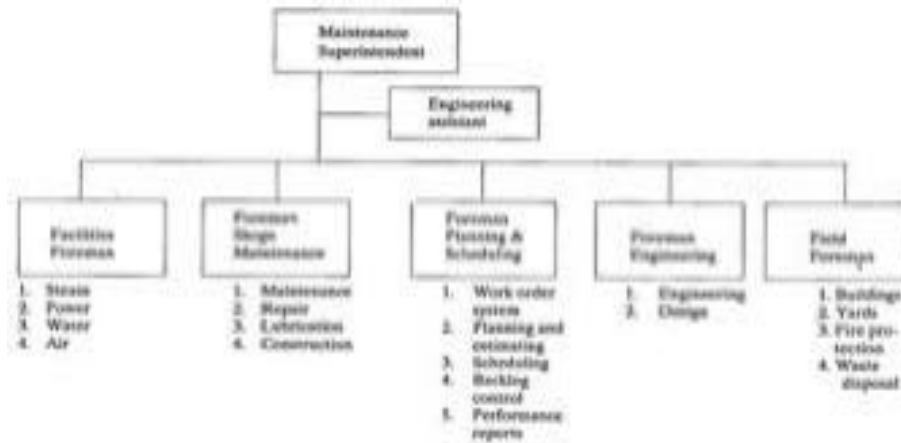 Maintenance
Superintendent
Engineering
assistant
Facilities
Foreman
1. Steam
2. Power
3. Water
4. Air
Foreman
Shops
Maintenance
1. Maintenance
2. Repair
3. Lubrication
4. Construction
Foreman
Planning &
Scheduling
1. Work order
system
2. Planning and
estimating
3. Scheduling
4. Backlog
control
5. Performance
reports
Foreman
Engineering
1. Engineering
2. Design
Field
Foreman
1. Buildings
2. Yards
3. Fire pro-
tection
4. Waste
disposal